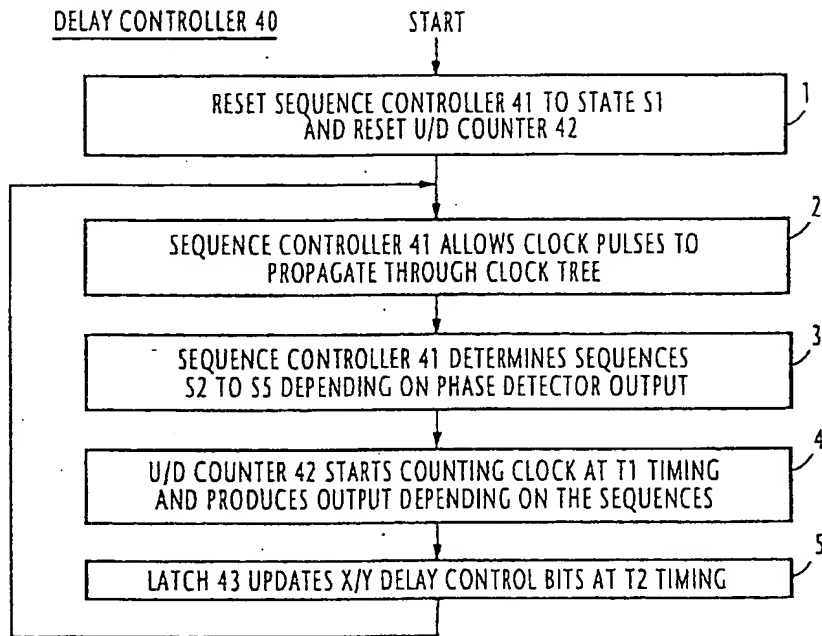 DELAY CONTROLLER 40
START
RESET SEQUENCE CONTROLLER 41 TO STATE S1
AND RESET U/D COUNTER 42
1
SEQUENCE CONTROLLER 41 ALLOWS CLOCK PULSES TO
PROPAGATE THROUGH CLOCK TREE
2
SEQUENCE CONTROLLER 41 DETERMINES SEQUENCES
S2 TO S5 DEPENDING ON PHASE DETECTOR OUTPUT
3
U/D COUNTER 42 STARTS COUNTING CLOCK AT T1 TIMING
AND PRODUCES OUTPUT DEPENDING ON THE SEQUENCES
4
LATCH 43 UPDATES X/Y DELAY CONTROL BITS AT T2 TIMING
5